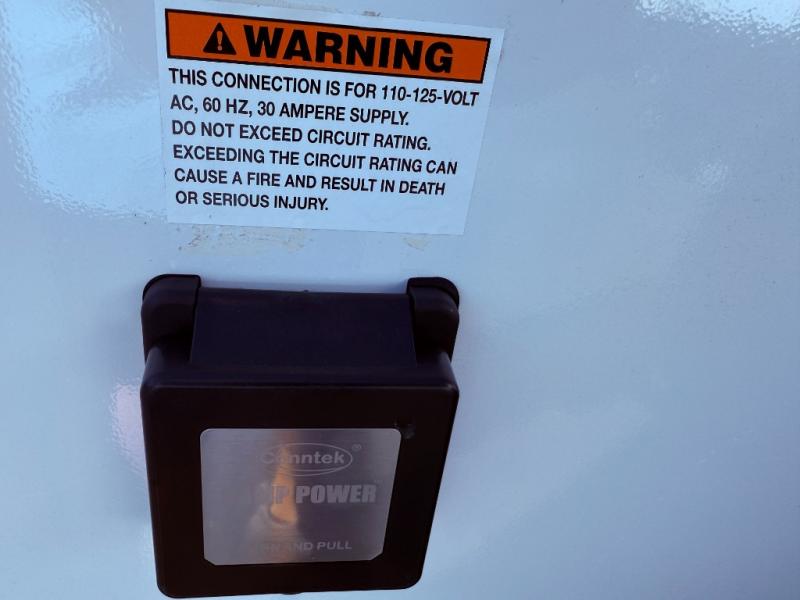 WARNING
THIS CONNECTION IS FOR 110-125-VOLT
AC, 60 HZ, 30 AMPERE SUPPLY.
DO NOT EXCEED CIRCUIT RATING.
EXCEEDING THE CIRCUIT RATING CAN
CAUSE A FIRE AND RESULT IN DEATH
OR SERIOUS INJURY.
Conntek®
POWER
AND PULL